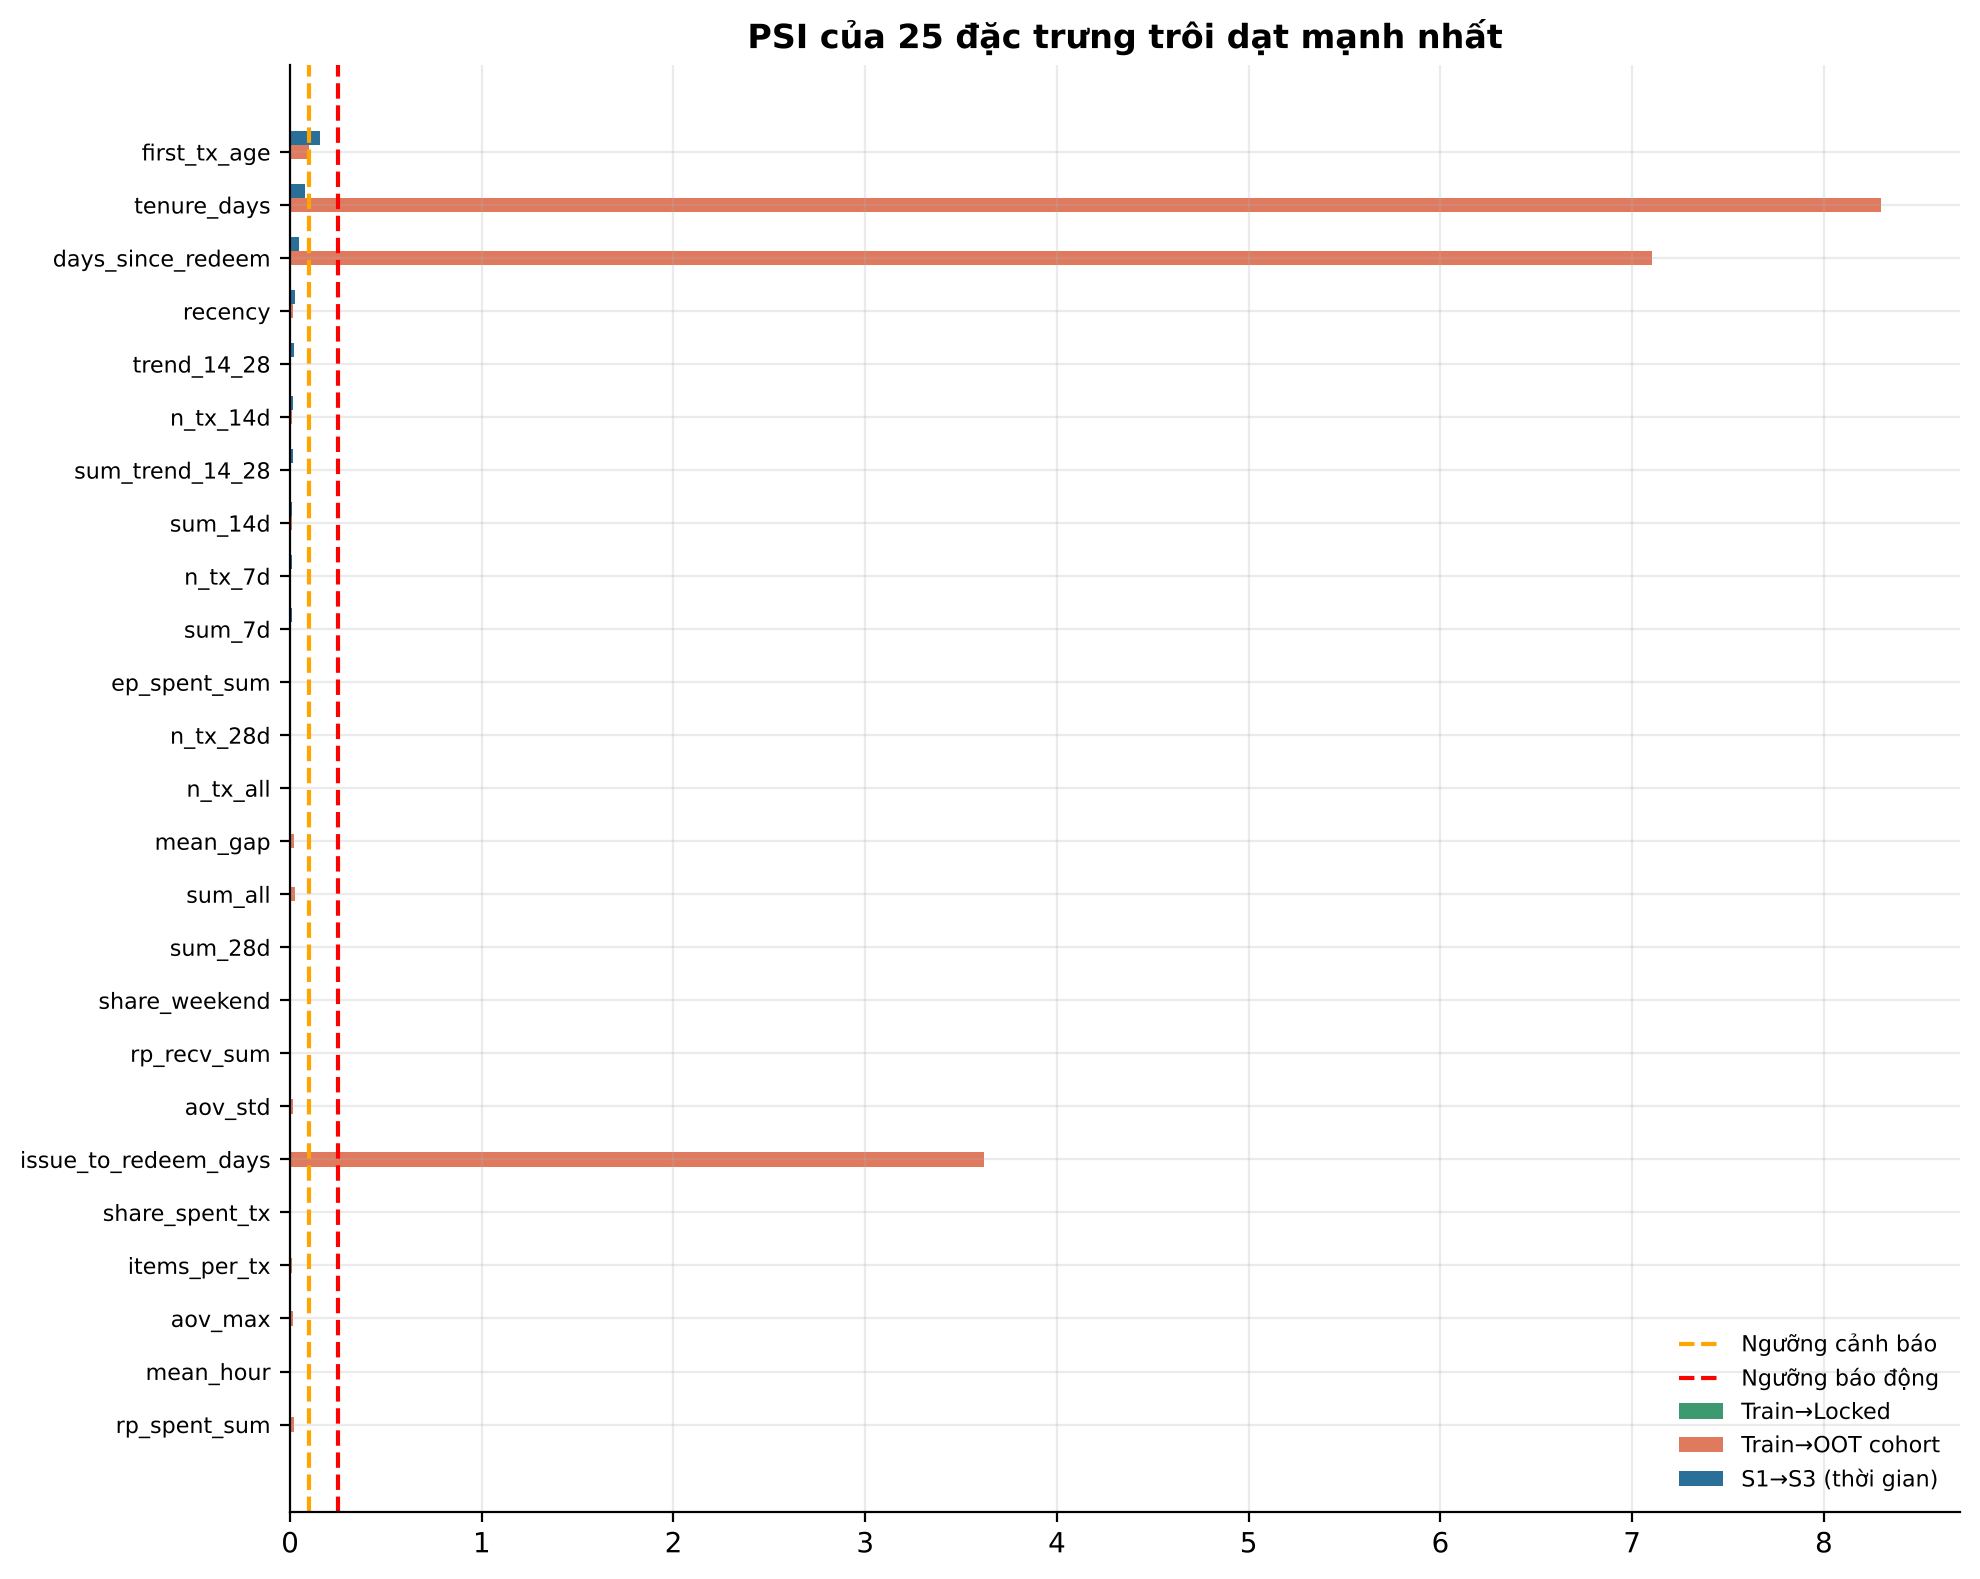 PSI của 25 đặc trưng trôi dạt mạnh nhất
first_tx_age
tenure_days
days_since_redeem
recency
trend_14_28
n_tx_14d
sum_trend_14_28
sum_14d
n_tx_7d
sum_7d
ep_spent_sum
n_tx_28d
n_tx_all
mean_gap
sum_all
sum_28d
share_weekend
rp_recv_sum
aov_std
issue_to_redeem_days
share_spent_tx
items_per_tx
aov_max
mean_hour
rp_spent_sum
Ngưỡng cảnh báo
Ngưỡng báo động
Train→Locked
Train→OOT cohort
S1→S3 (thời gian)
0 1 2 3 4 5 6 7 8